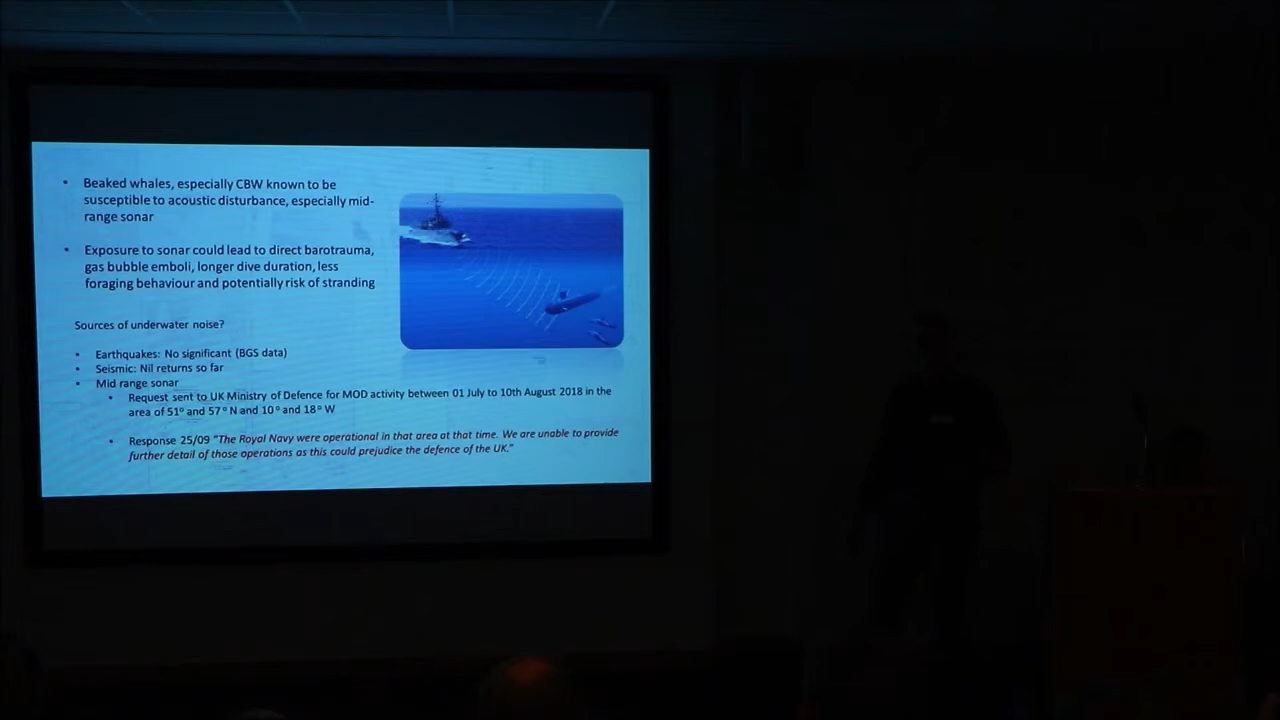 • Beaked whales, especially CBW known to be
susceptible to acoustic disturbance, especially mid-
range sonar
• Exposure to sonar could lead to direct barotrauma,
gas bubble emboli, longer dive duration, less
foraging behaviour and potentially risk of stranding
Sources of underwater noise?
• Earthquakes: No significant (BGS data)
• Seismic: Nil returns so far
• Mid range sonar
• Request sent to UK Ministry of Defence for MOD activity between 01 July to 10th August 2018 in the
area of 51° and 57° N and 10° and 18° W
• Response 25/09 "The Royal Navy were operational in that area at that time. We are unable to provide
further detail of those operations as this could prejudice the defence of the UK."